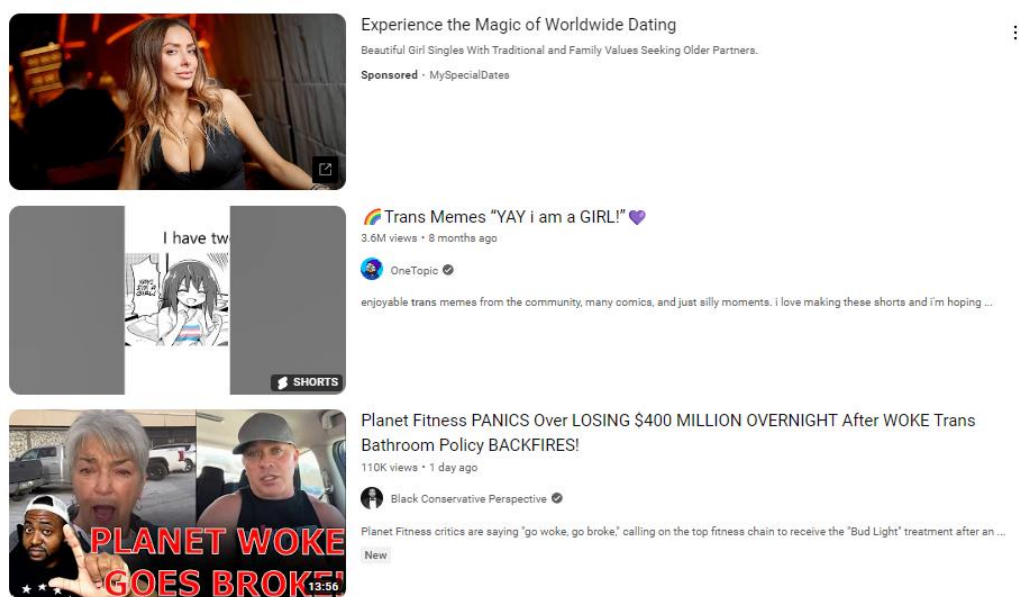 Experience the Magic of Worldwide Dating
Beautiful Girl Singles With Traditional and Family Values Seeking Older Partners.
Sponsored · MySpecialDates
I have tw
YAY I
I'M A
GIRL!
SHORTS
🌈Trans Memes “YAY i am a GIRL!”💜
3.6M views • 8 months ago
OneTopic
enjoyable trans memes from the community, many comics, and just silly moments. i love making these shorts and i'm hoping ...
PLANET WOKE
GOES BROKE!
13:56
Planet Fitness PANICS Over LOSING $400 MILLION OVERNIGHT After WOKE Trans
Bathroom Policy BACKFIRES!
110K views • 1 day ago
Black Conservative Perspective
Planet Fitness critics are saying "go woke, go broke," calling on the top fitness chain to receive the "Bud Light" treatment after an ...
New